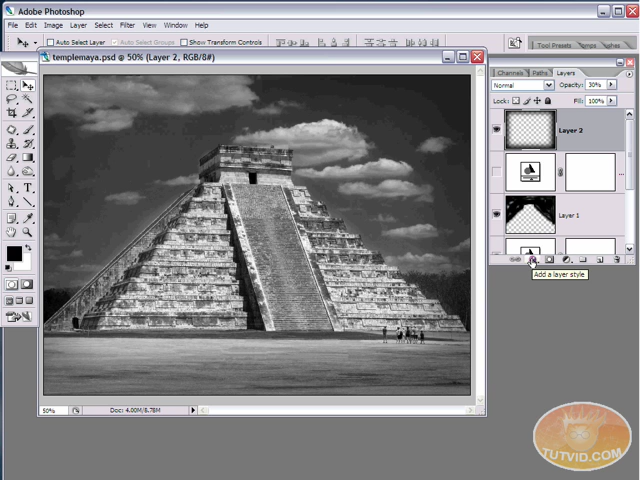 Adobe Photoshop
File Edit Image Layer Select Filter View Window Help
Auto Select Layer Auto Select Groups Show Transform Controls
Tool Presets
templemaya.psd @ 50% (Layer 2, RGB/8#)
Channels Paths Layers
Normal Opacity: 30%
Lock: Fill: 100%
Layer 2
Layer 1
Add a layer style
50% Doc: 4.00M/8.78M
TUTVID.COM